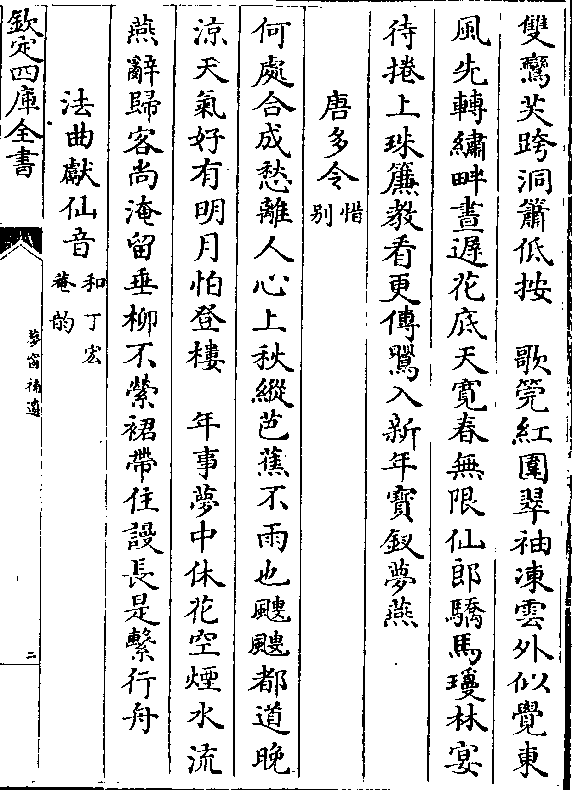 雙鸞笑跨洞簫低按　歌筦紅圍翠袖凍雲外似覺東
風先轉繡畔晝遲花底天寛春無限仙郎驕馬瓊林宴
待捲上珠簾教看更傳鶯入新年寳釵夢燕
唐多令惜别
何處合成愁離人心上秋縱芭蕉不雨也颼颼都道晚
涼天氣好有明月怕登樓　年事夢中休花空煙水流
燕辭歸客尚淹留垂柳不縈裙帶住謾長是繫行舟
法曲獻仙音和丁宏菴韵
欽定四庫全書
夢窗補遺
二